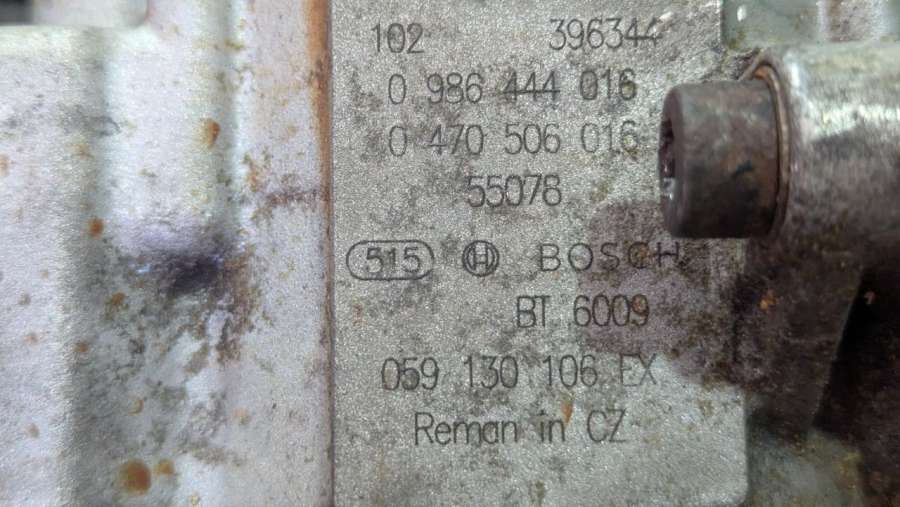 102 396344
0 986 444 016
0 470 506 016
55078
515 BOSCH
BT 6009
059 130 106 EX
Reman in CZ